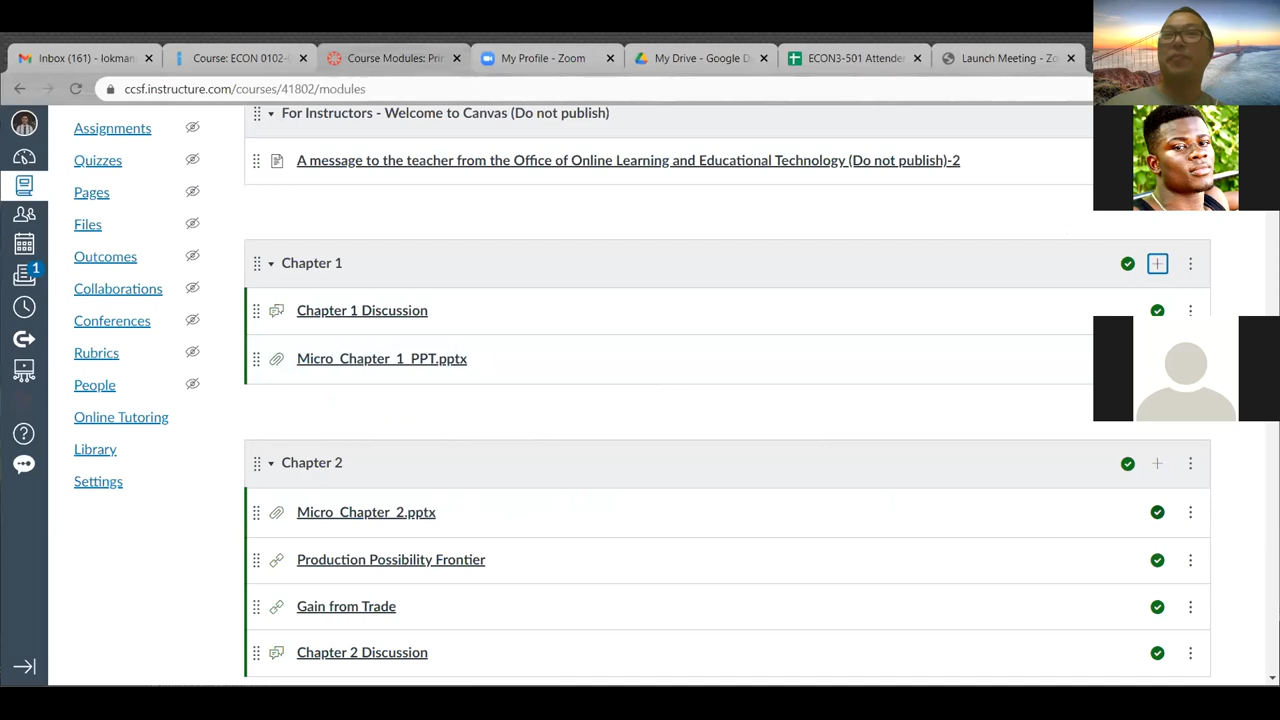 Inbox (161) - lokman
Course: ECON 0102-
Course Modules: Prin
My Profile - Zoom
My Drive - Google D
ECON3-501 Attender
Launch Meeting - Zo
ccsf.instructure.com/courses/41802/modules
For Instructors - Welcome to Canvas (Do not publish)
Assignments
Quizzes
A message to the teacher from the Office of Online Learning and Educational Technology (Do not publish)-2
Pages
Files
Outcomes
Chapter 1
1
Collaborations
Chapter 1 Discussion
Conferences
Rubrics
Micro_Chapter_1_PPT.pptx
People
Online Tutoring
Library
Chapter 2
Settings
Micro_Chapter_2.pptx
Production Possibility Frontier
Gain from Trade
Chapter 2 Discussion